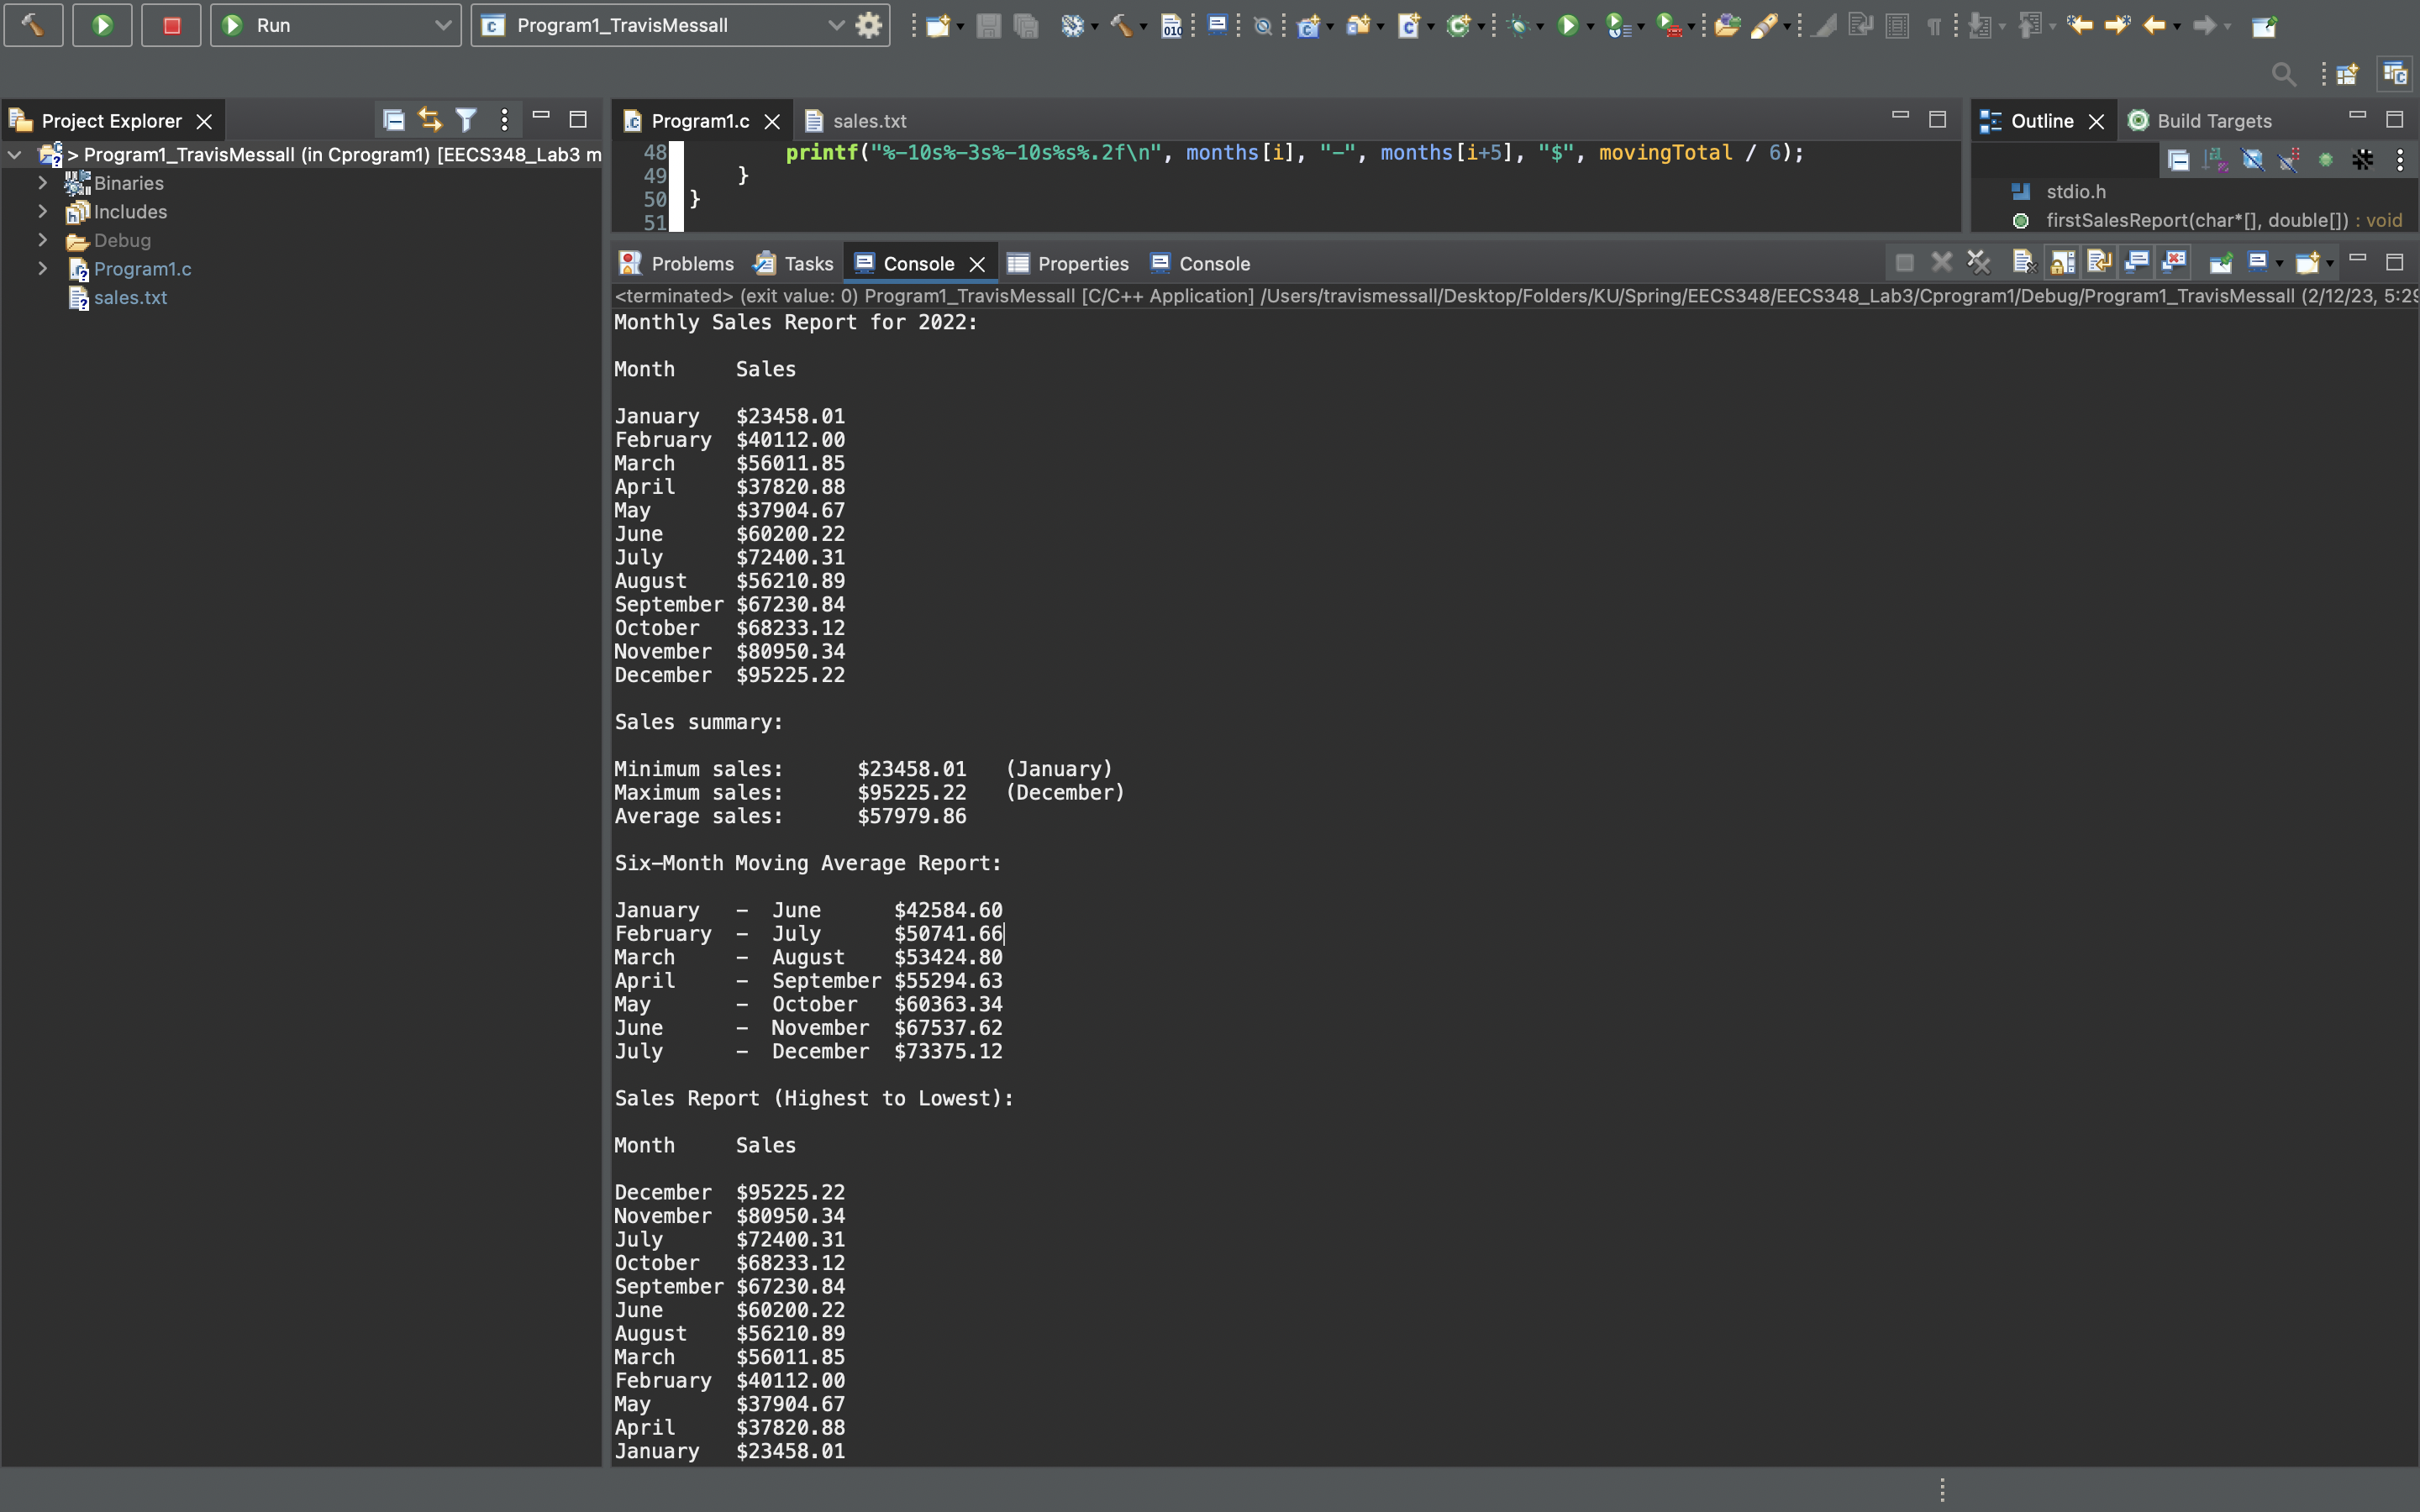 Run
Program1_TravisMessall
Project Explorer
> Program1_TravisMessall (in Cprogram1) [EECS348_Lab3 m
Binaries
Includes
Debug
Program1.c
sales.txt
Program1.c
sales.txt
48 printf("%-10s%-3s%-10s%s%.2f\n", months[i], "-", months[i+5], "$", movingTotal / 6);
49 }
50 }
51
Outline
Build Targets
stdio.h
firstSalesReport(char*[], double[]) : void
Problems
Tasks
Console
Properties
Console
<terminated> (exit value: 0) Program1_TravisMessall [C/C++ Application] /Users/travismessall/Desktop/Folders/KU/Spring/EECS348/EECS348_Lab3/Cprogram1/Debug/Program1_TravisMessall (2/12/23, 5:29
Monthly Sales Report for 2022:
Month Sales
January $23458.01
February $40112.00
March $56011.85
April $37820.88
May $37904.67
June $60200.22
July $72400.31
August $56210.89
September $67230.84
October $68233.12
November $80950.34
December $95225.22
Sales summary:
Minimum sales: $23458.01 (January)
Maximum sales: $95225.22 (December)
Average sales: $57979.86
Six-Month Moving Average Report:
January - June $42584.60
February - July $50741.66
March - August $53424.80
April - September $55294.63
May - October $60363.34
June - November $67537.62
July - December $73375.12
Sales Report (Highest to Lowest):
Month Sales
December $95225.22
November $80950.34
July $72400.31
October $68233.12
September $67230.84
June $60200.22
August $56210.89
March $56011.85
February $40112.00
May $37904.67
April $37820.88
January $23458.01